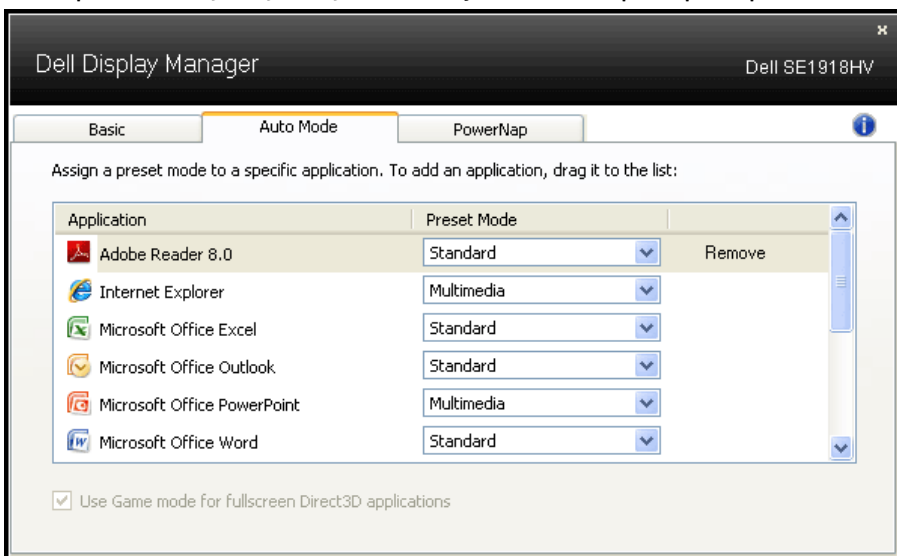 Dell Display Manager
Dell SE1918HV
Basic
Auto Mode
PowerNap
Assign a preset mode to a specific application. To add an application, drag it to the list:
Application Preset Mode
Adobe Reader 8.0 Standard Remove
Internet Explorer Multimedia
Microsoft Office Excel Standard
Microsoft Office Outlook Standard
Microsoft Office PowerPoint Multimedia
Microsoft Office Word Standard
Use Game mode for fullscreen Direct3D applications